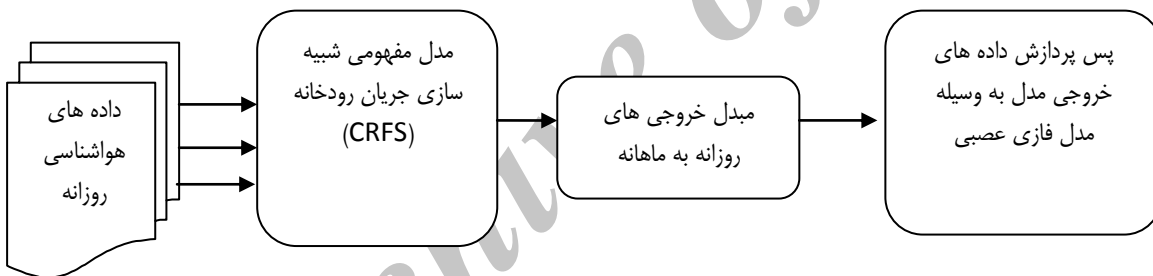 داده های
هواشناسی
روزانه
مدل مفهومی شبیه
سازی جریان رودخانه
(CRFS)
مبدل خروجی های
روزانه به ماهانه
پس پردازش داده های
خروجی مدل به وسیله
مدل فازی عصبی